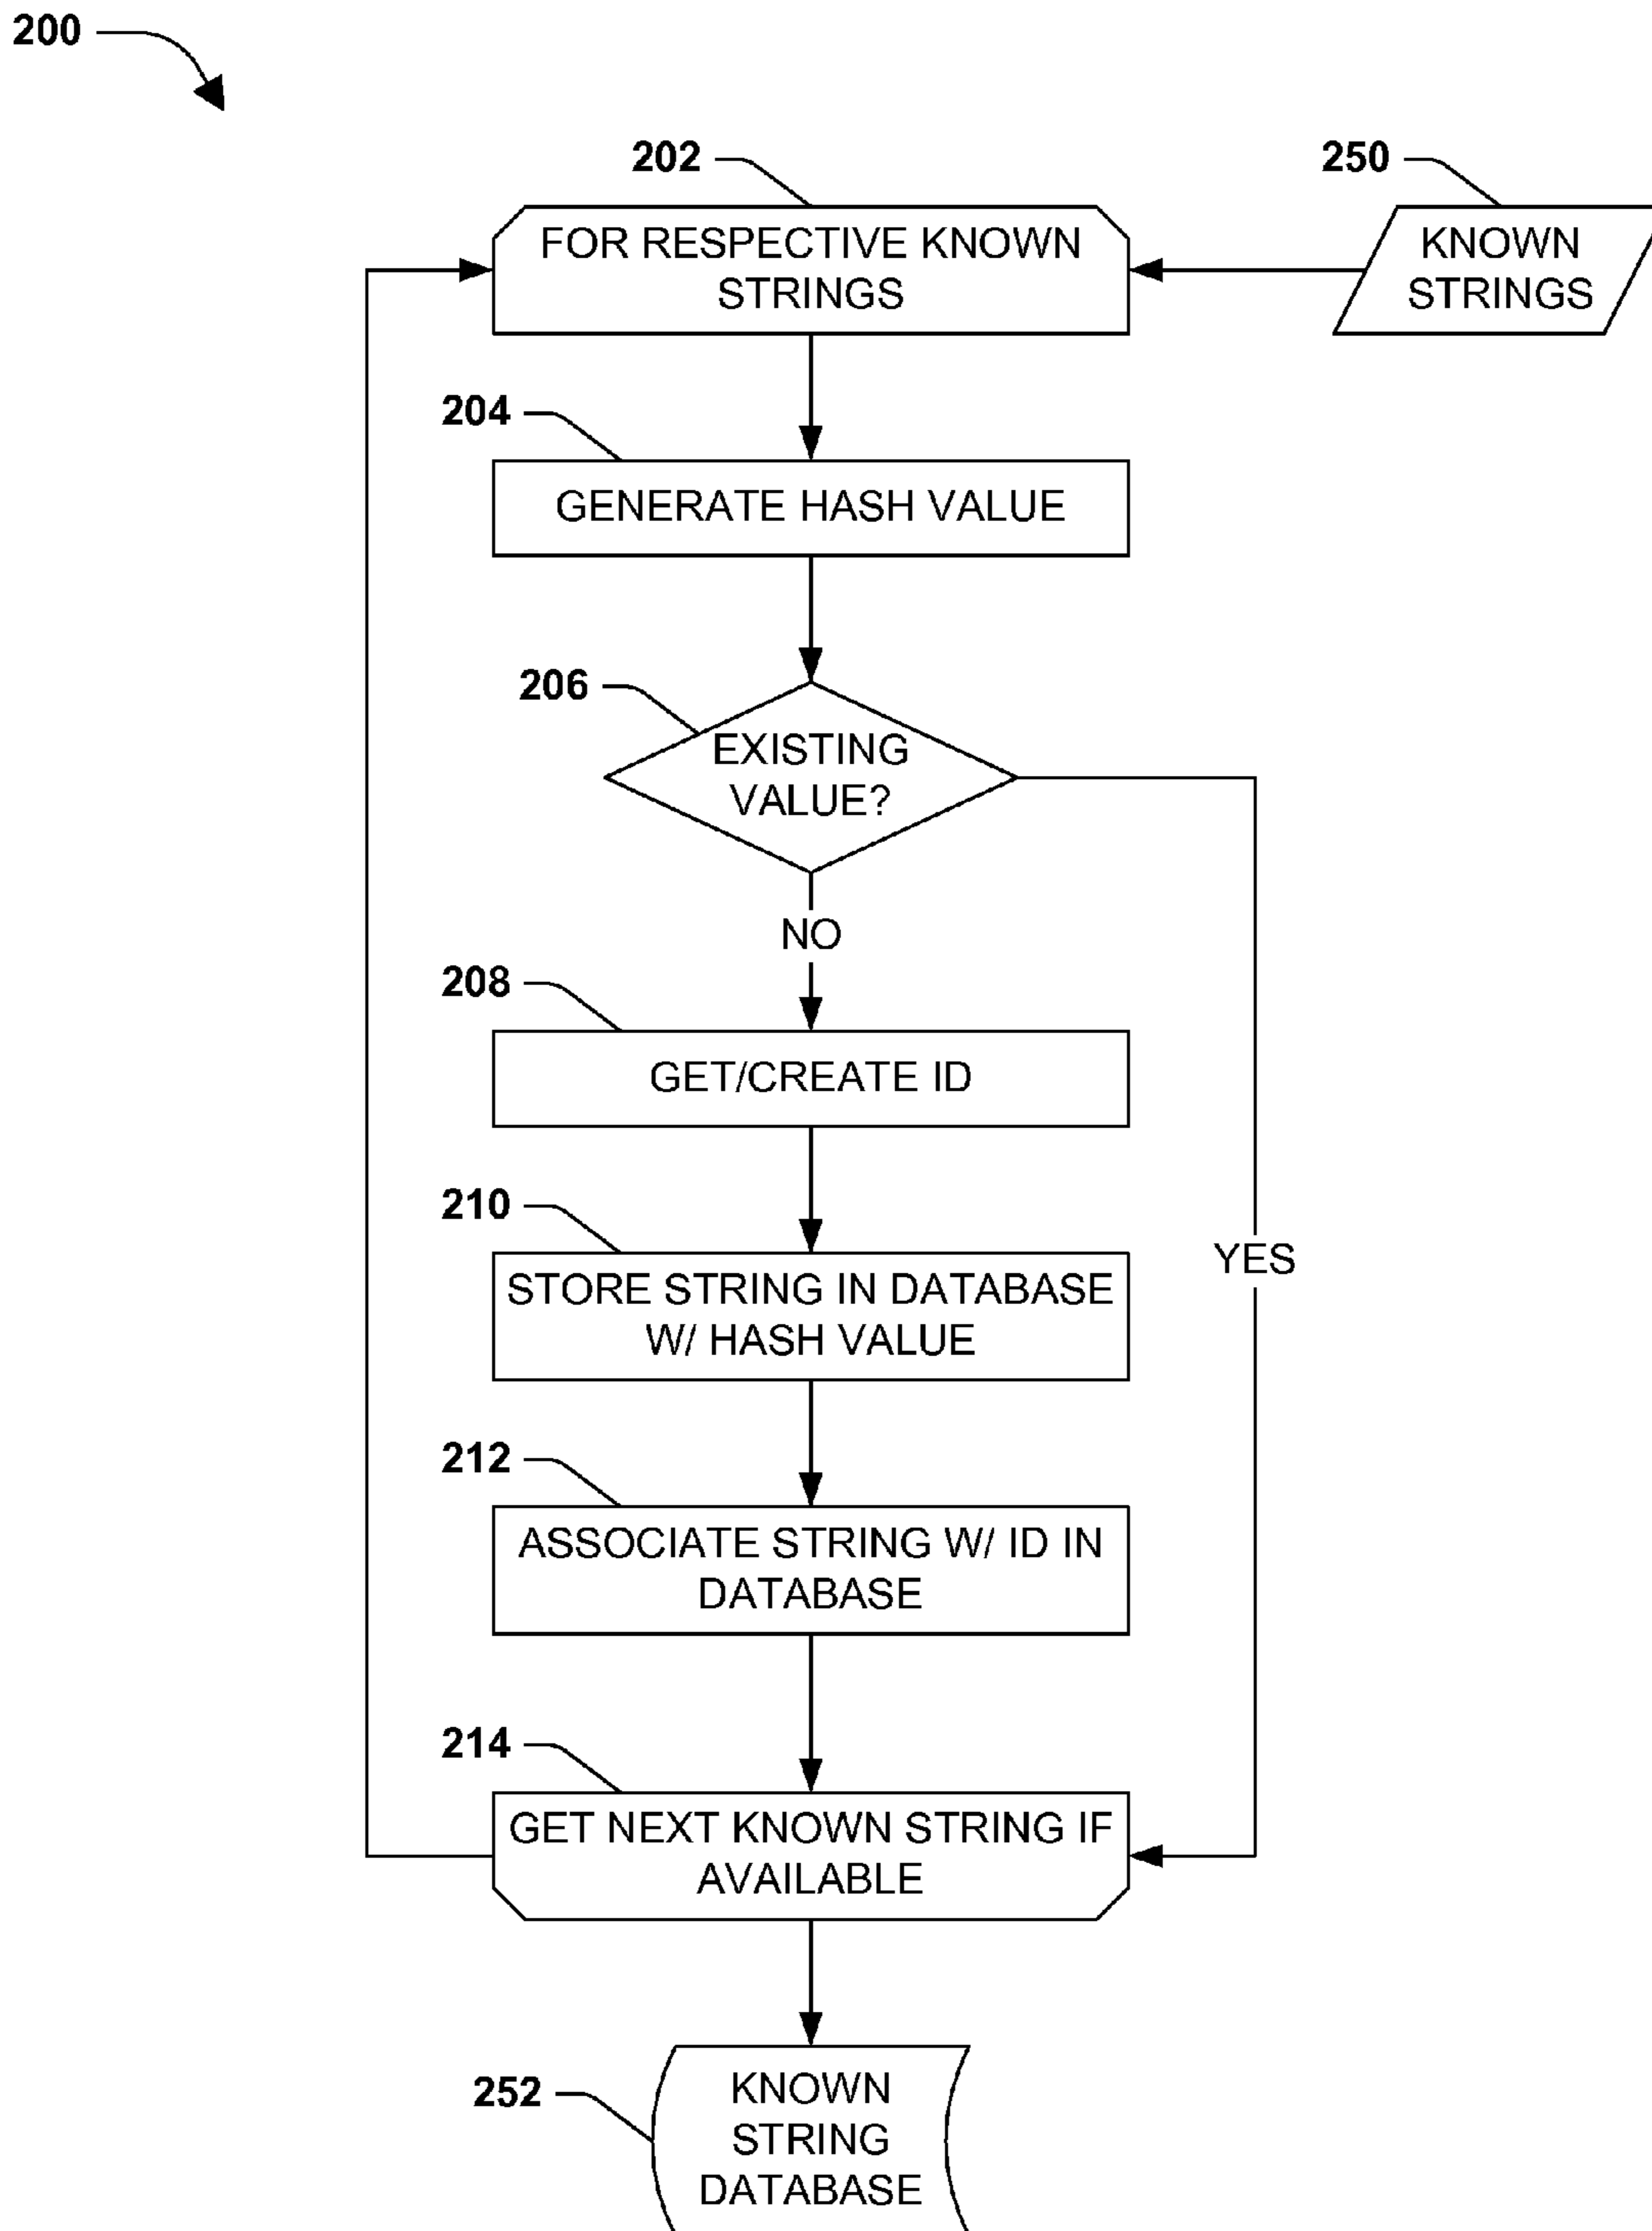 200
202
250
FOR RESPECTIVE KNOWN
STRINGS
KNOWN
STRINGS
204
GENERATE HASH VALUE
206
EXISTING
VALUE?
NO
208
GET/CREATE ID
210
STORE STRING IN DATABASE
W/ HASH VALUE
YES
212
ASSOCIATE STRING W/ ID IN
DATABASE
214
GET NEXT KNOWN STRING IF
AVAILABLE
252
KNOWN
STRING
DATABASE